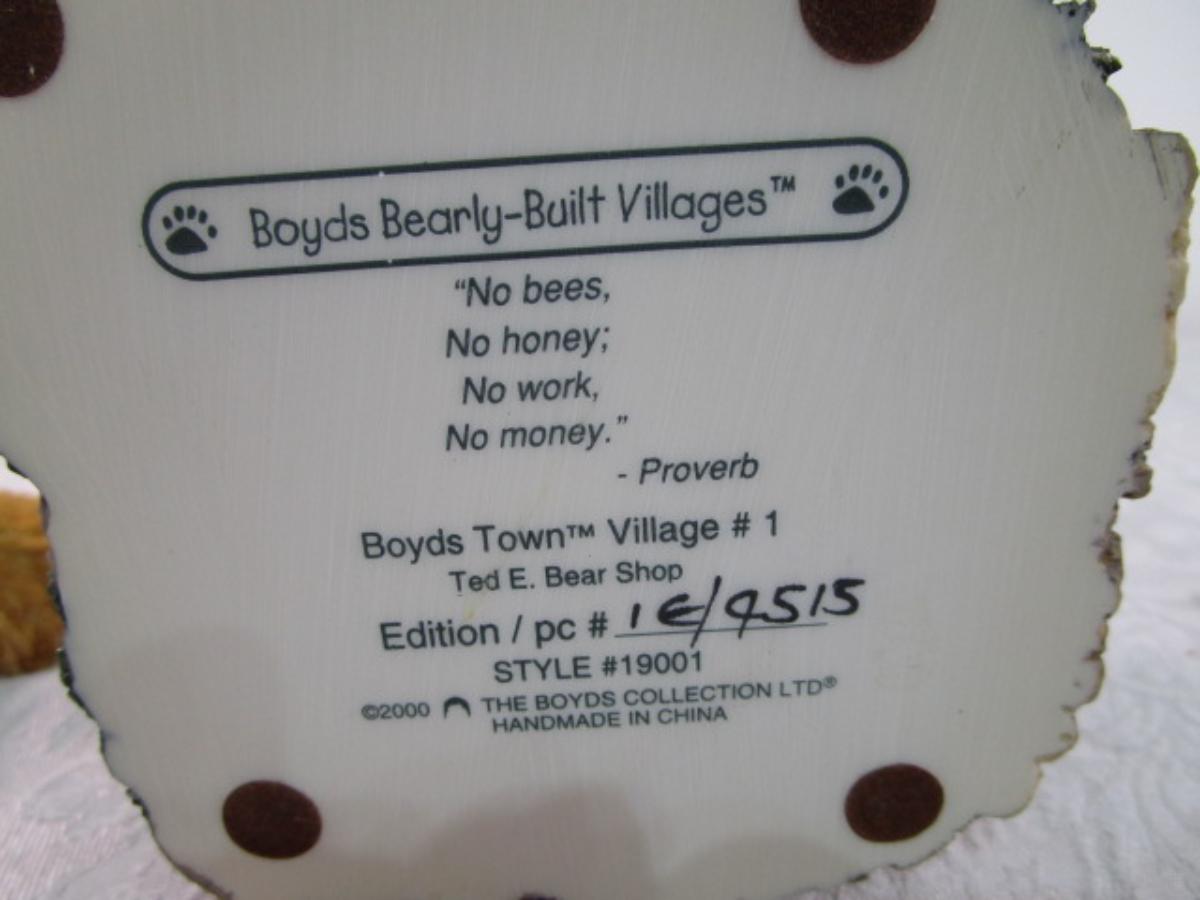 Boyds Bearly-Built Villages™
“No bees,
No honey;
No work,
No money.”
- Proverb
Boyds Town™ Village # 1
Ted E. Bear Shop
Edition / pc # 1E/9515
STYLE #19001
©2000 THE BOYDS COLLECTION LTD®
HANDMADE IN CHINA